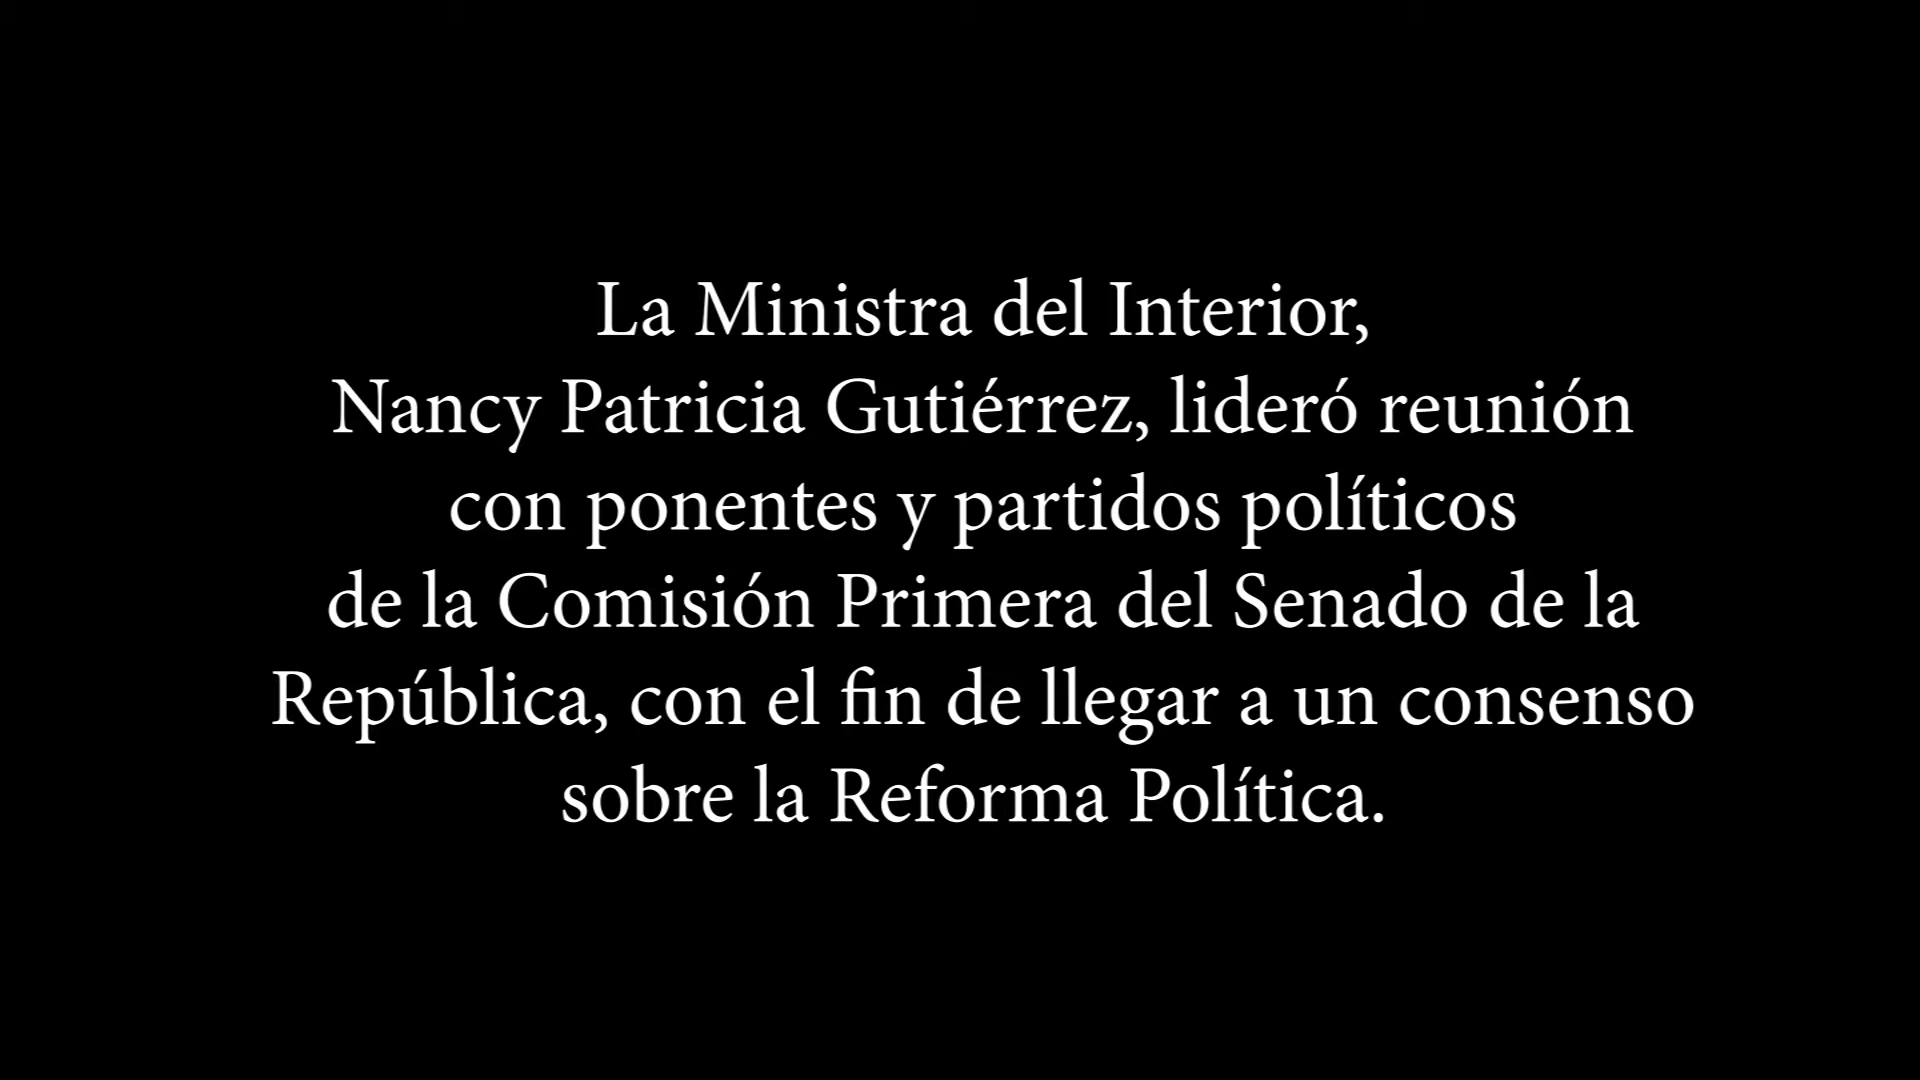 La Ministra del Interior,
Nancy Patricia Gutiérrez, lideró reunión
con ponentes y partidos políticos
de la Comisión Primera del Senado de la
República, con el fin de llegar a un consenso
sobre la Reforma Política.